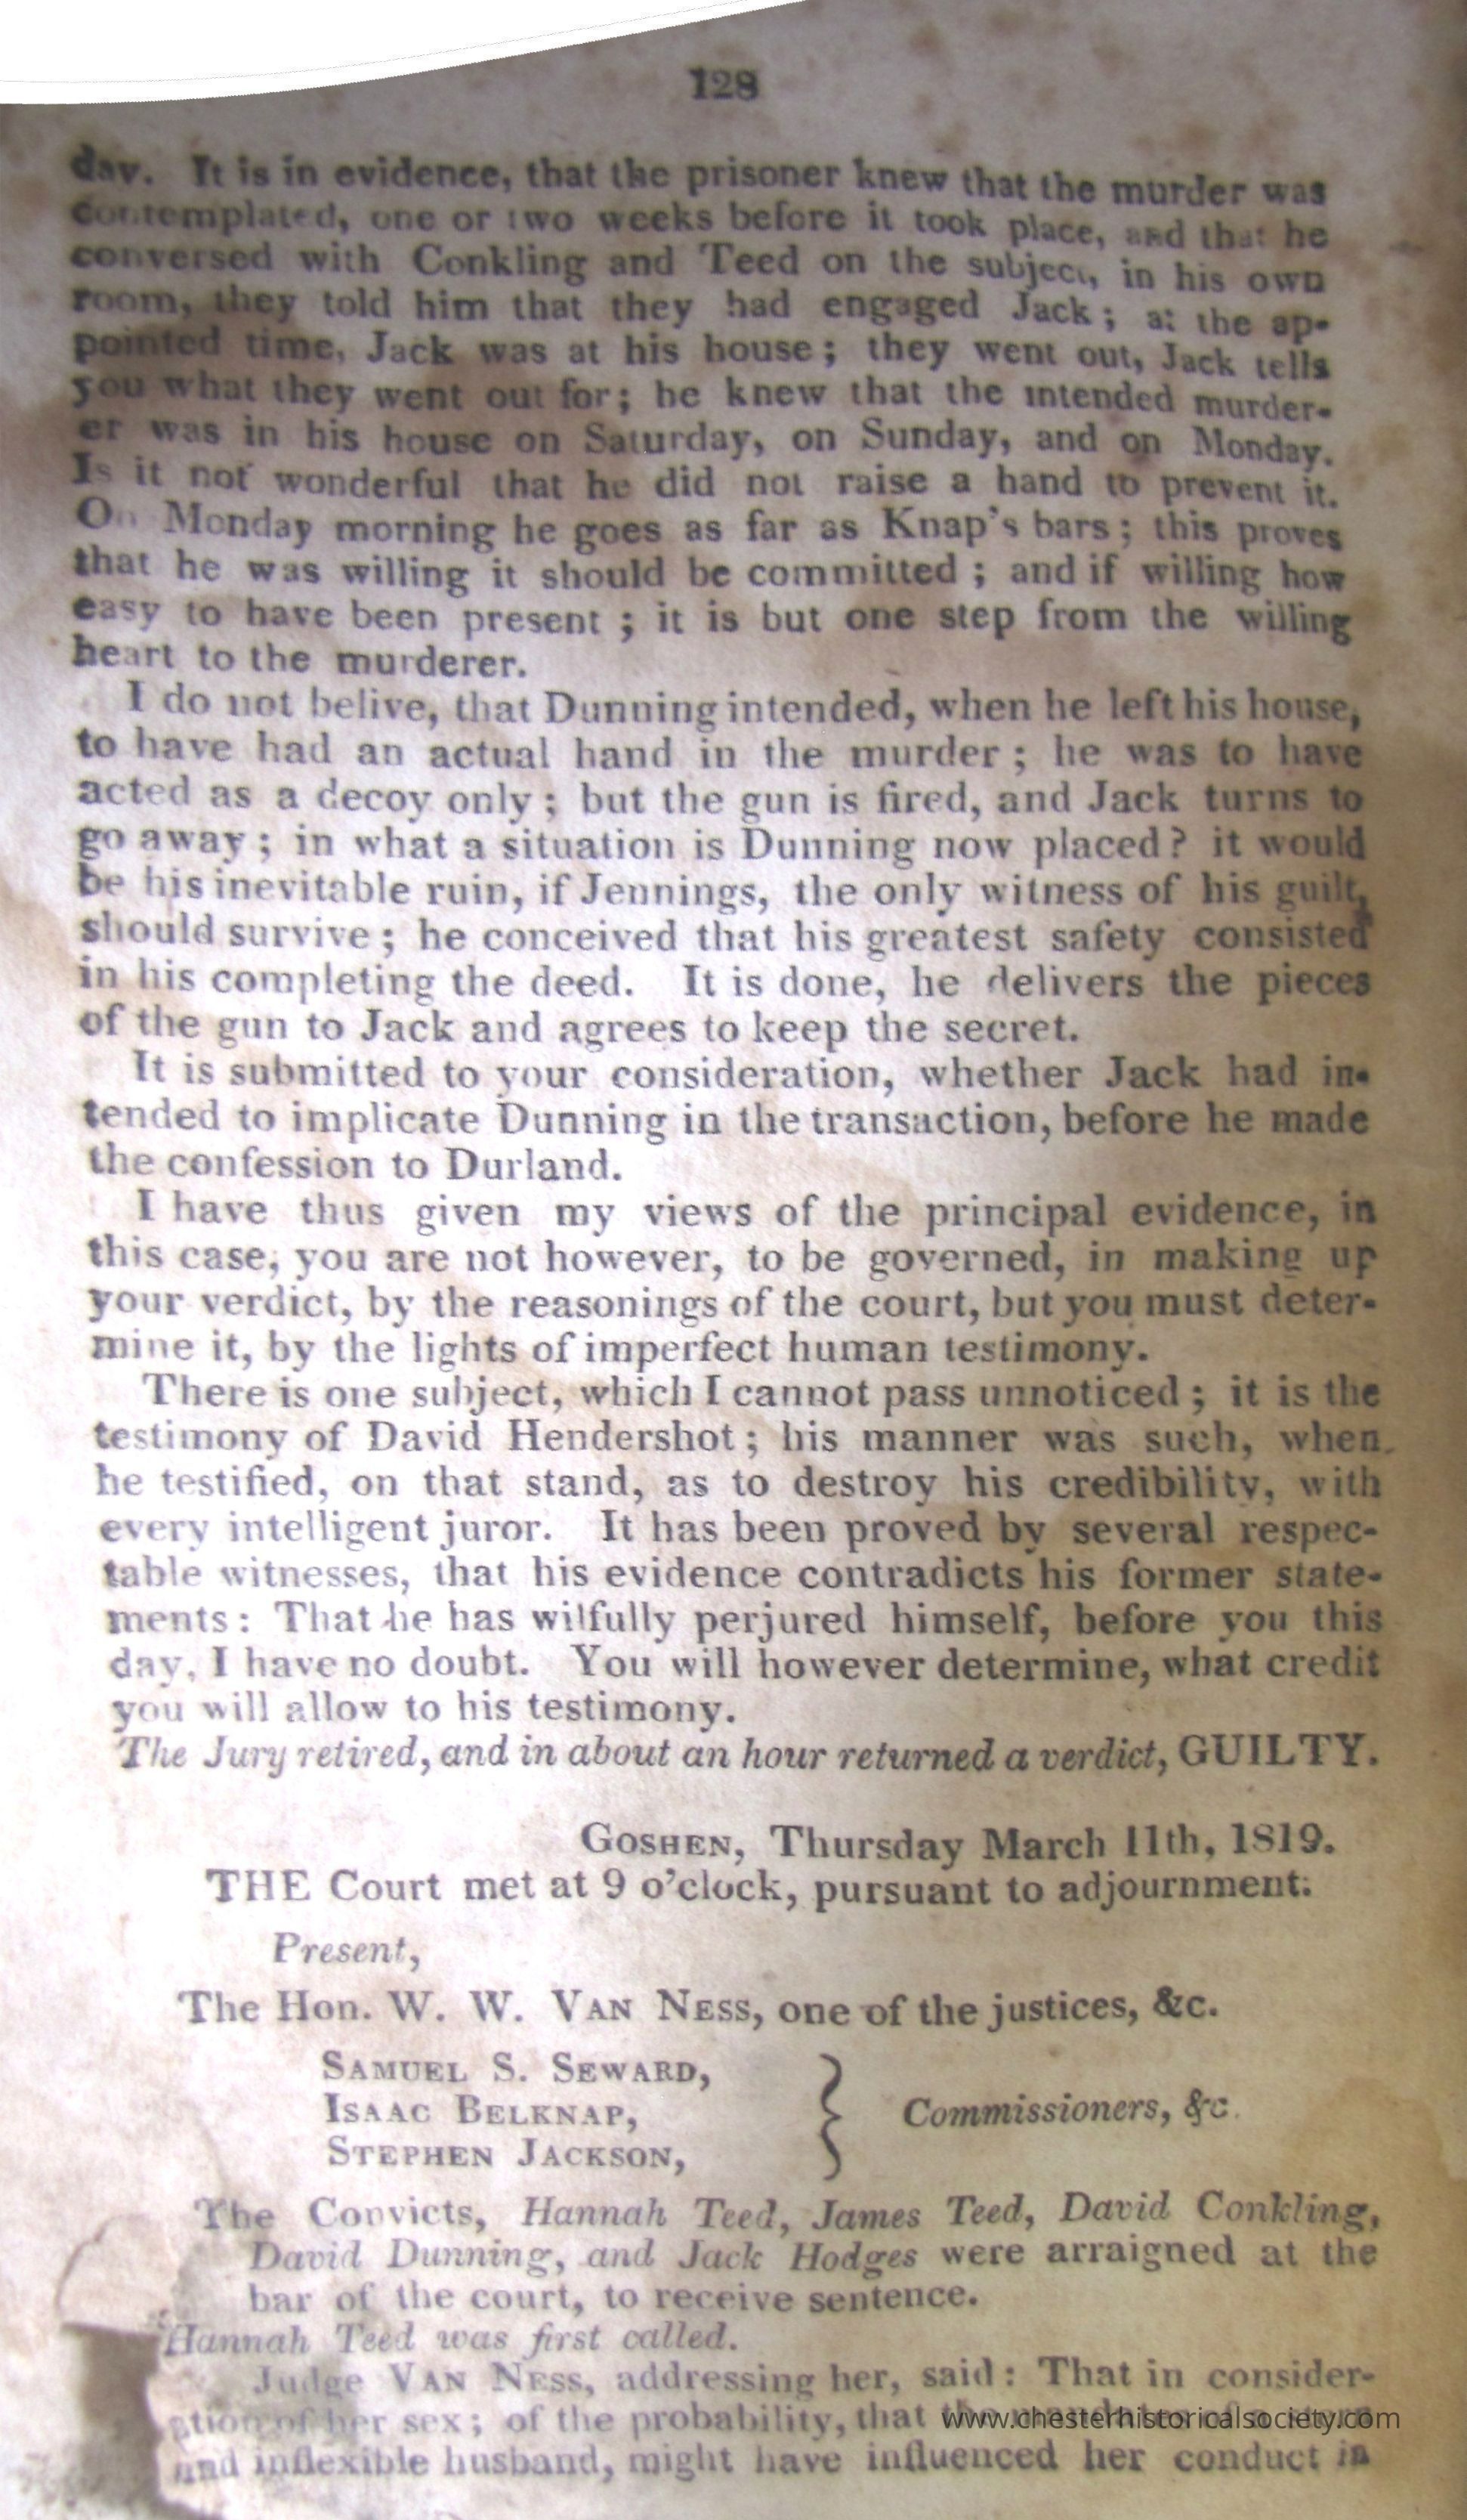 128
day. It is in evidence, that the prisoner knew that the murder was
contemplated, one or two weeks before it took place, and that he
conversed with Conkling and Teed on the subject, in his own
room, they told him that they had engaged Jack; at the ap-
pointed time, Jack was at his house; they went out, Jack tells
you what they went out for; he knew that the intended murder-
er was in his house on Saturday, on Sunday, and on Monday.
Is it not wonderful that he did not raise a hand to prevent it.
On Monday morning he goes as far as Knap's bars; this proves
that he was willing it should be committed; and if willing how
easy to have been present; it is but one step from the willing
heart to the murderer.
I do not belive, that Dunning intended, when he left his house,
to have had an actual hand in the murder; he was to have
acted as a decoy only; but the gun is fired, and Jack turns to
go away; in what a situation is Dunning now placed? it would
be his inevitable ruin, if Jennings, the only witness of his guilt,
should survive; he conceived that his greatest safety consisted
in his completing the deed. It is done, he delivers the pieces
of the gun to Jack and agrees to keep the secret.
It is submitted to your consideration, whether Jack had in-
tended to implicate Dunning in the transaction, before he made
the confession to Durland.
I have thus given my views of the principal evidence, in
this case, you are not however, to be governed, in making up
your verdict, by the reasonings of the court, but you must deter-
mine it, by the lights of imperfect human testimony.
There is one subject, which I cannot pass unnoticed; it is the
testimony of David Hendershot; his manner was such, when
he testified, on that stand, as to destroy his credibility, with
every intelligent juror. It has been proved by several respec-
table witnesses, that his evidence contradicts his former state-
ments: That he has wilfully perjured himself, before you this
day, I have no doubt. You will however determine, what credit
you will allow to his testimony.
The Jury retired, and in about an hour returned a verdict, GUILTY.
GOSHEN, Thursday March 11th, 1819.
THE Court met at 9 o'clock, pursuant to adjournment.
Present,
The Hon. W. W. VAN NESS, one of the justices, &c.
SAMUEL S. SEWARD,
ISAAC BELKNAP,
STEPHEN JACKSON,
} Commissioners, &c.
The Convicts, Hannah Teed, James Teed, David Conkling,
David Dunning, and Jack Hodges were arraigned at the
bar of the court, to receive sentence.
Hannah Teed was first called.
Judge VAN NESS, addressing her, said: That in consider-
ation of her sex; of the probability, that
and inflexible husband, might have influenced her conduct in
www.chesterhistoricalsociety.com